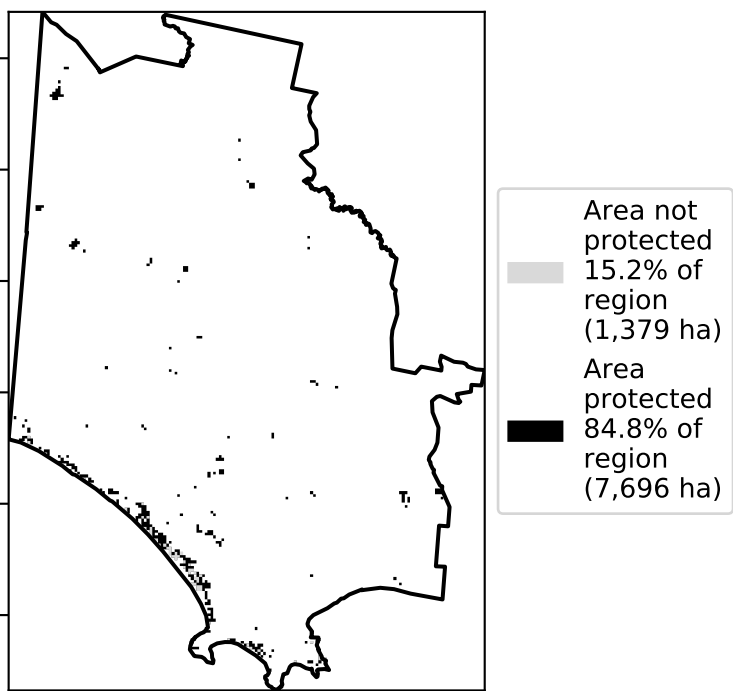 Area not
protected
15.2% of
region
(1,379 ha)
Area
protected
84.8% of
region
(7,696 ha)